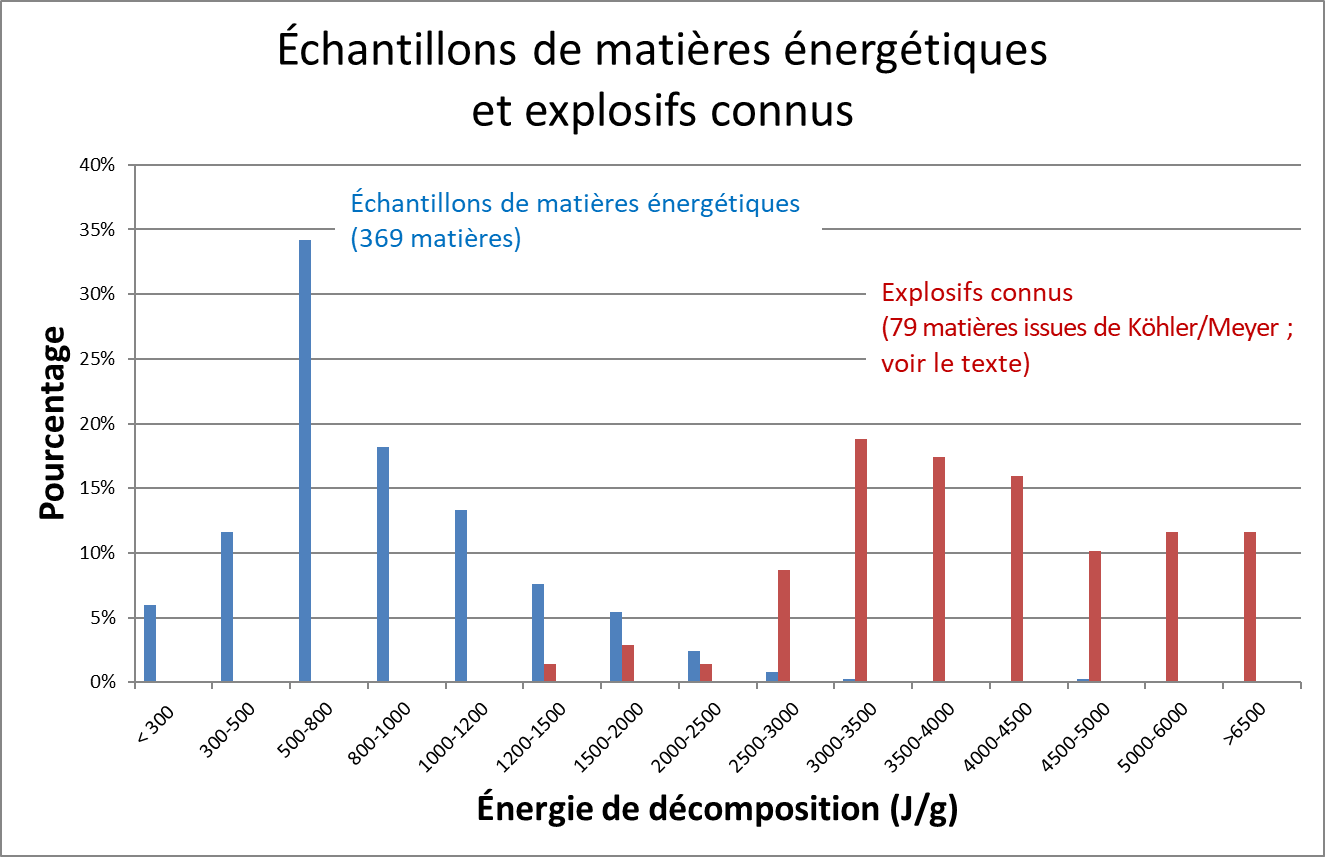 Échantillons de matières énergétiques
et explosifs connus
40%
35%
30%
25%
20%
15%
10%
5%
0%
Pourcentage
Échantillons de matières énergétiques
(369 matières)
Explosifs connus
(79 matières issues de Köhler/Meyer ;
voir le texte)
< 300
300-500
500-800
800-1000
1000-1200
1200-1500
1500-2000
2000-2500
2500-3000
3000-3500
3500-4000
4000-4500
4500-5000
5000-6000
>6500
Énergie de décomposition (J/g)